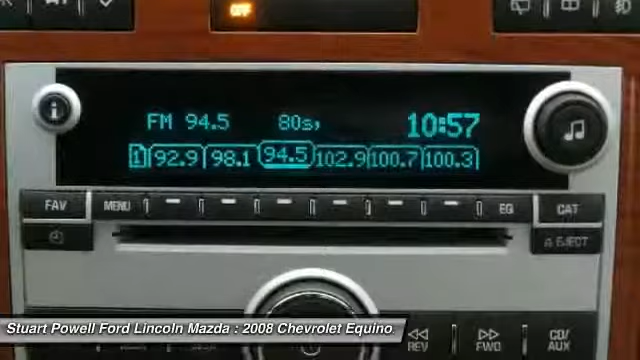 OFF
FM 94.5 80s, 10:57
1 92.9 98.1 94.5 102.9 100.7 100.3
FAV MENU EQ CAT
EJECT
Stuart Powell Ford Lincoln Mazda : 2008 Chevrolet Equino
REV FWD CD/
AUX